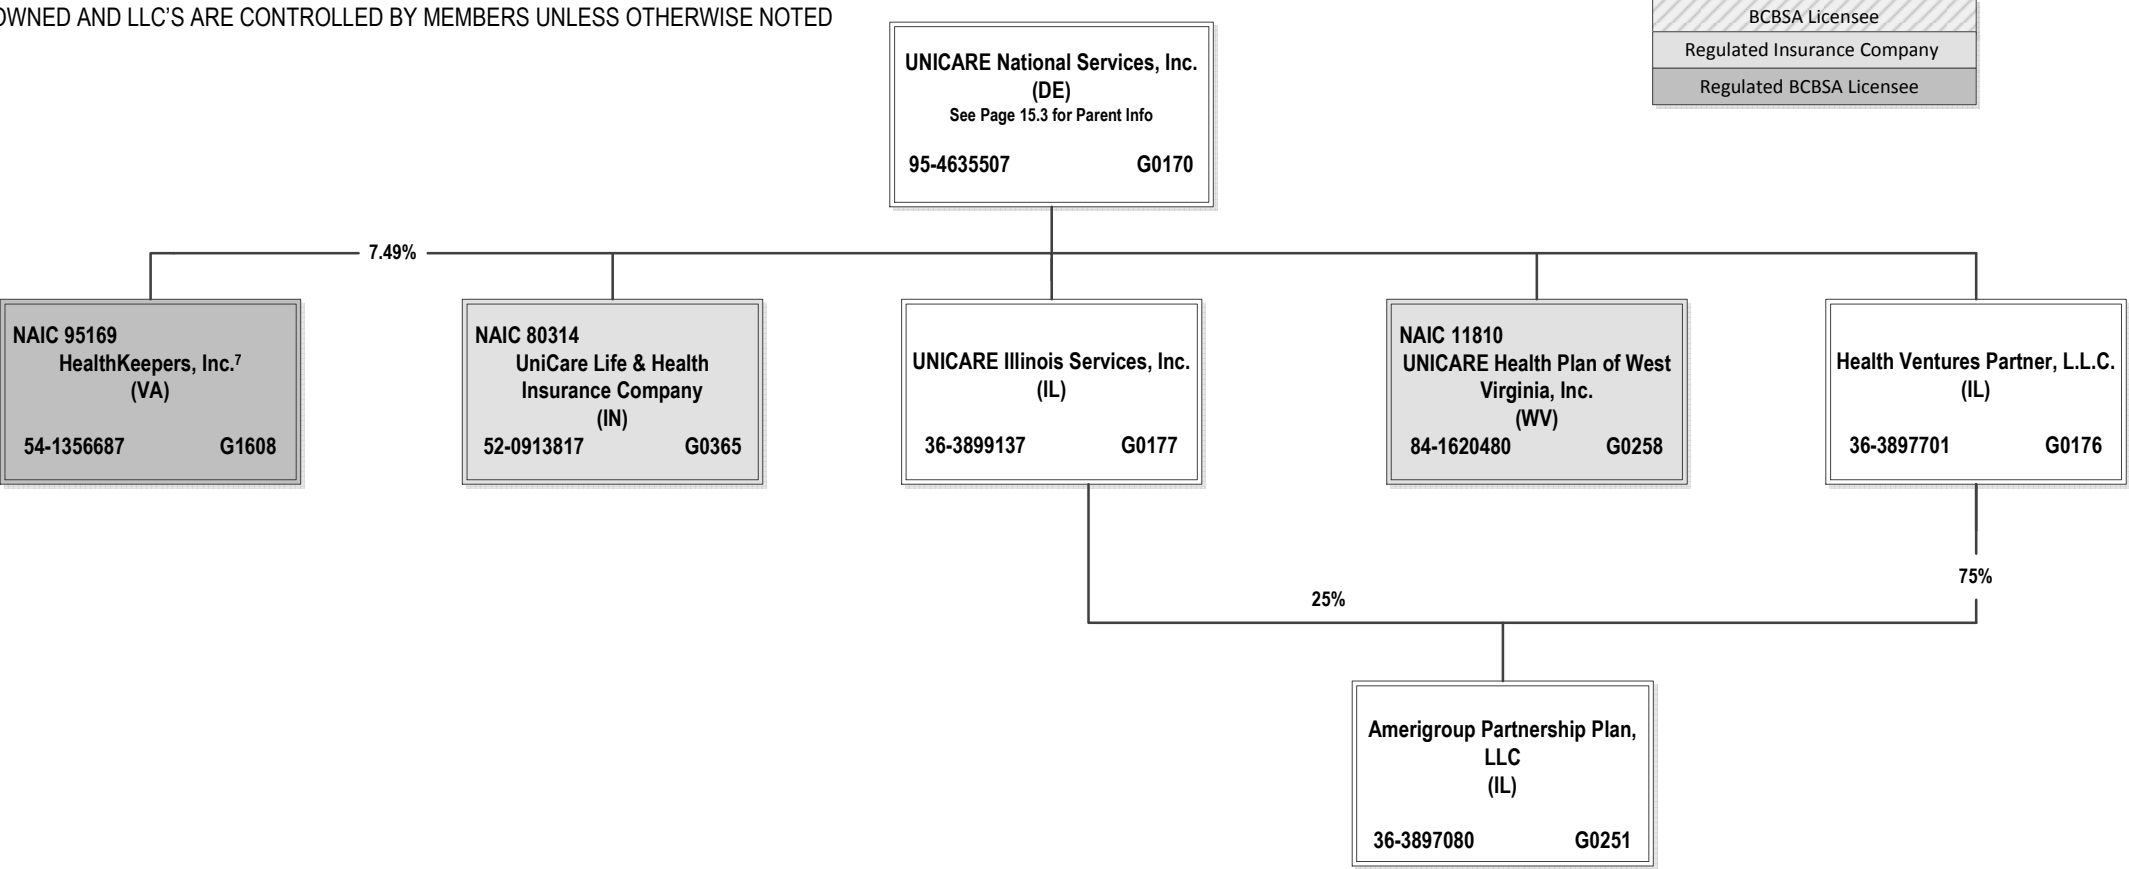 OWNED AND LLC'S ARE CONTROLLED BY MEMBERS UNLESS OTHERWISE NOTED
BCBSA Licensee
Regulated Insurance Company
Regulated BCBSA Licensee
UNICARE National Services, Inc.
(DE)
See Page 15.3 for Parent Info
95-4635507 G0170
7.49%
NAIC 95169
HealthKeepers, Inc.⁷
(VA)
54-1356687 G1608
NAIC 80314
UniCare Life & Health
Insurance Company
(IN)
52-0913817 G0365
UNICARE Illinois Services, Inc.
(IL)
36-3899137 G0177
NAIC 11810
UNICARE Health Plan of West
Virginia, Inc.
(WV)
84-1620480 G0258
Health Ventures Partner, L.L.C.
(IL)
36-3897701 G0176
25%
75%
Amerigroup Partnership Plan,
LLC
(IL)
36-3897080 G0251